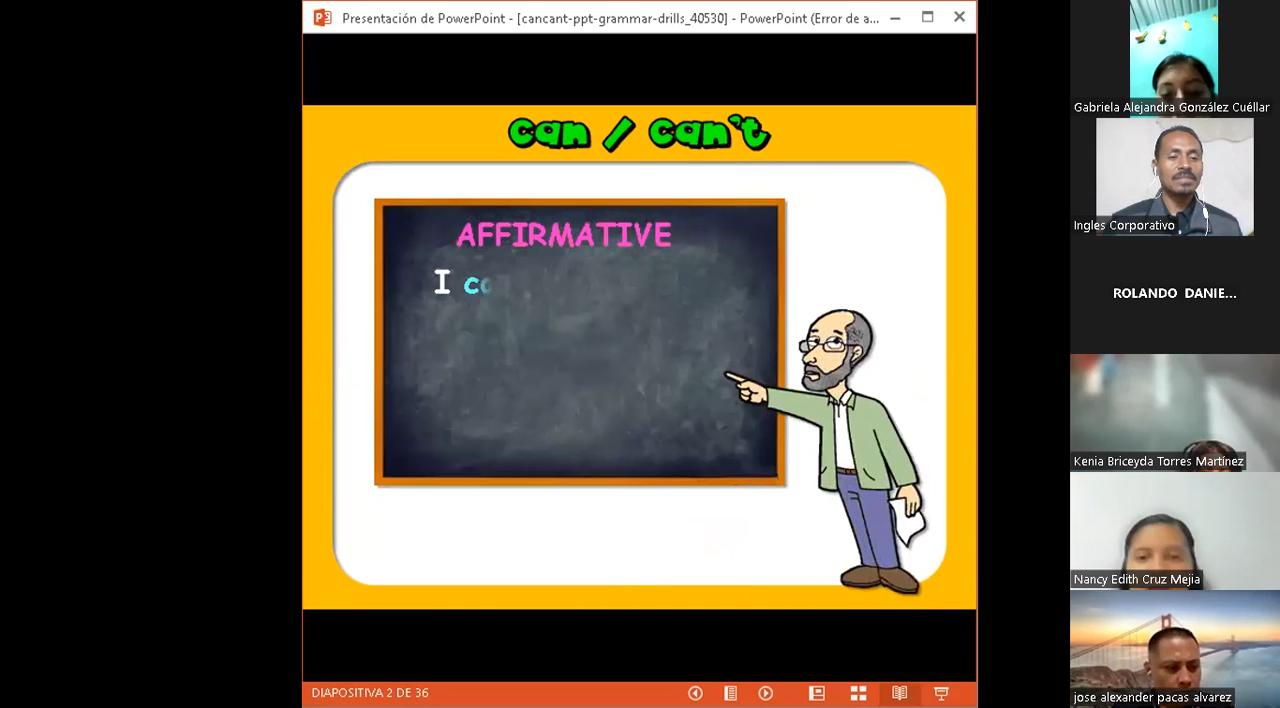 Presentación de PowerPoint - [cancant-ppt-grammar-drills_40530] - PowerPoint (Error de a...
can / can't
AFFIRMATIVE
I ca
DIAPOSITIVA 2 DE 36
Gabriela Alejandra González Cuéllar
Ingles Corporativo
ROLANDO DANIE...
Kenia Briceyda Torres Martínez
Nancy Edith Cruz Mejia
jose alexander pacas alvarez